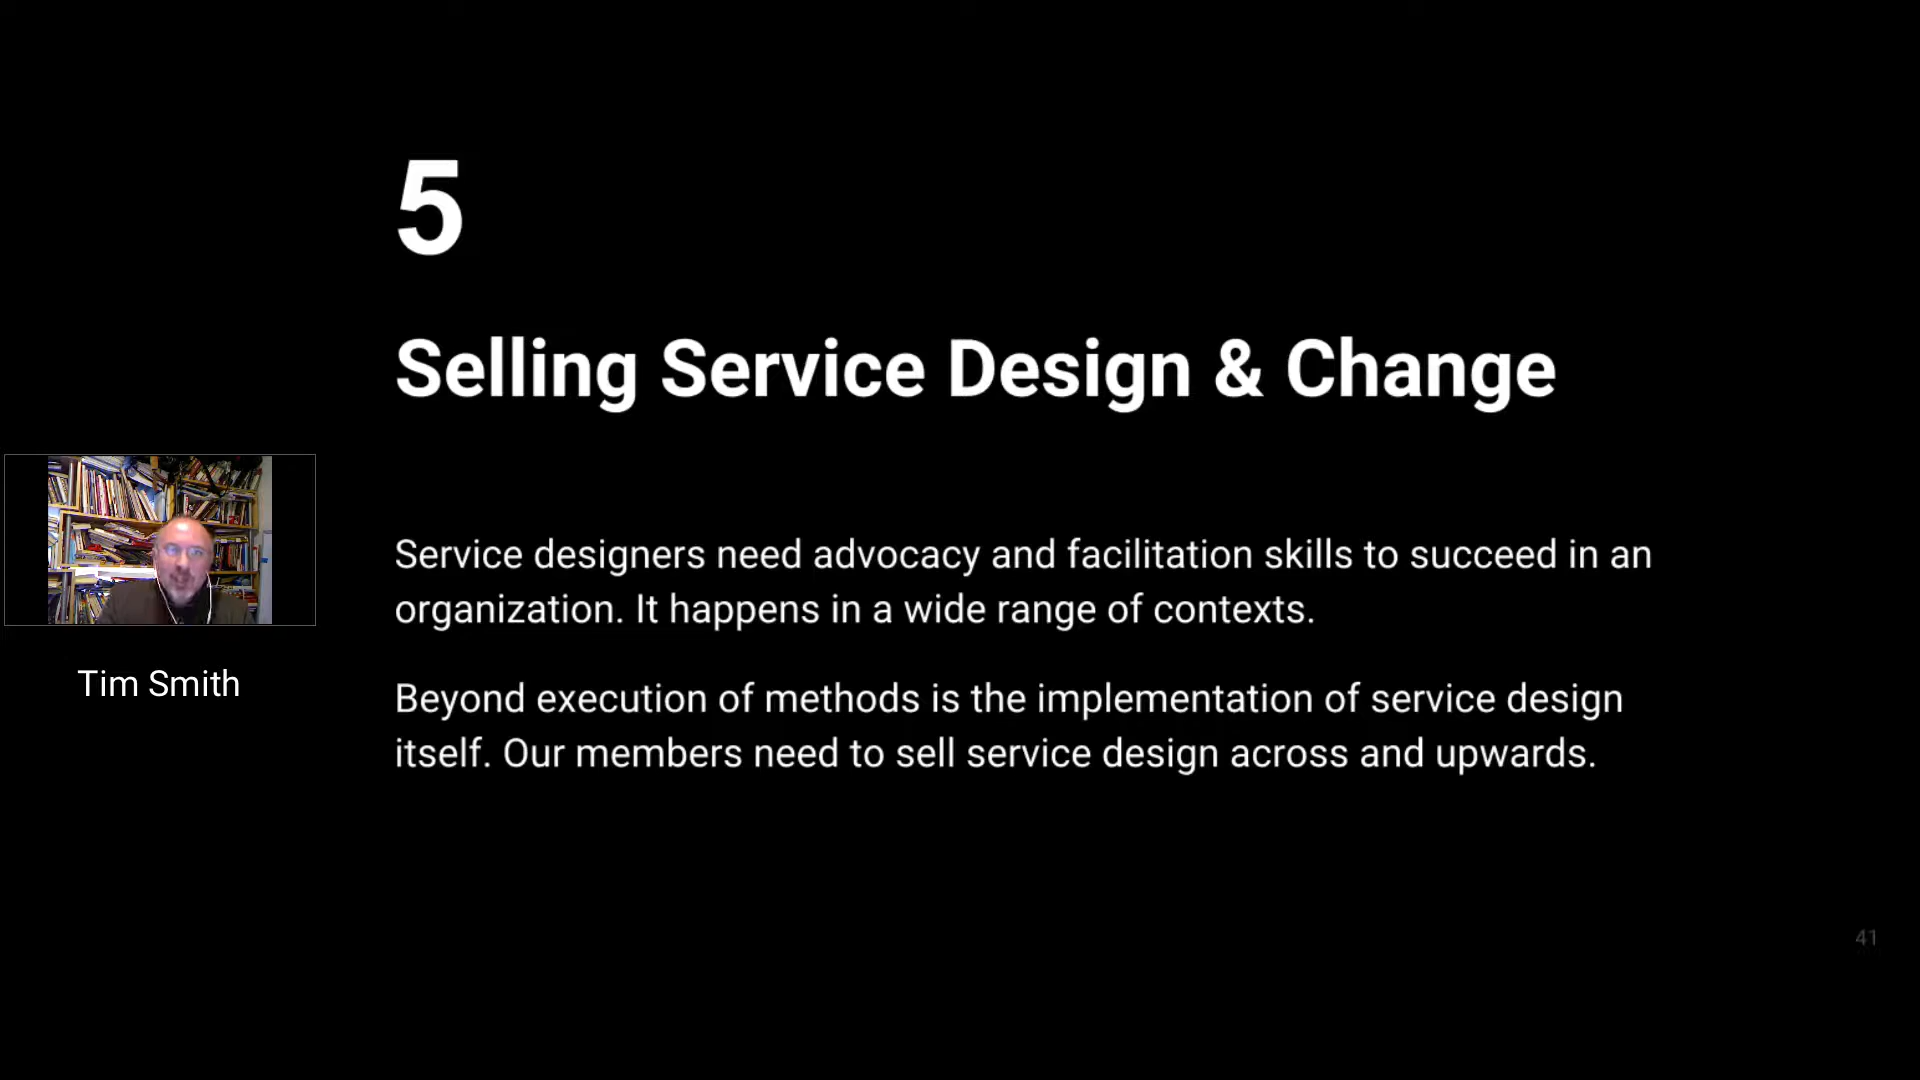 5
Selling Service Design & Change
Service designers need advocacy and facilitation skills to succeed in an
organization. It happens in a wide range of contexts.
Beyond execution of methods is the implementation of service design
itself. Our members need to sell service design across and upwards.
Tim Smith
41